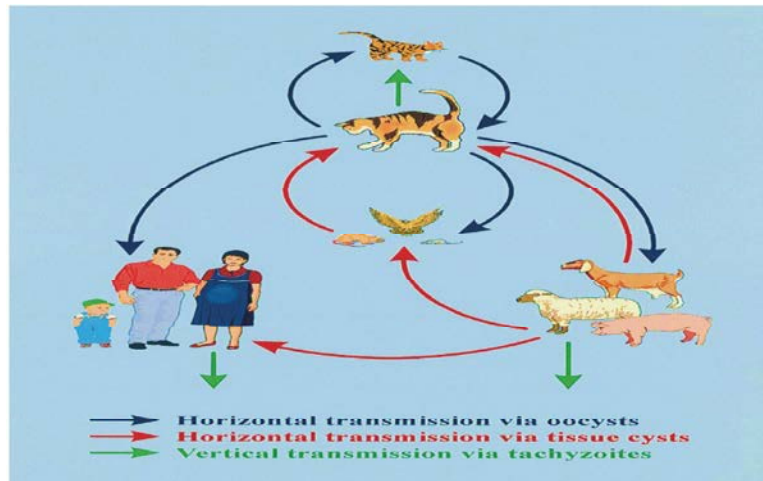 Horizontal transmission via oocysts
Horizontal transmission via tissue cysts
Vertical transmission via tachyzoites